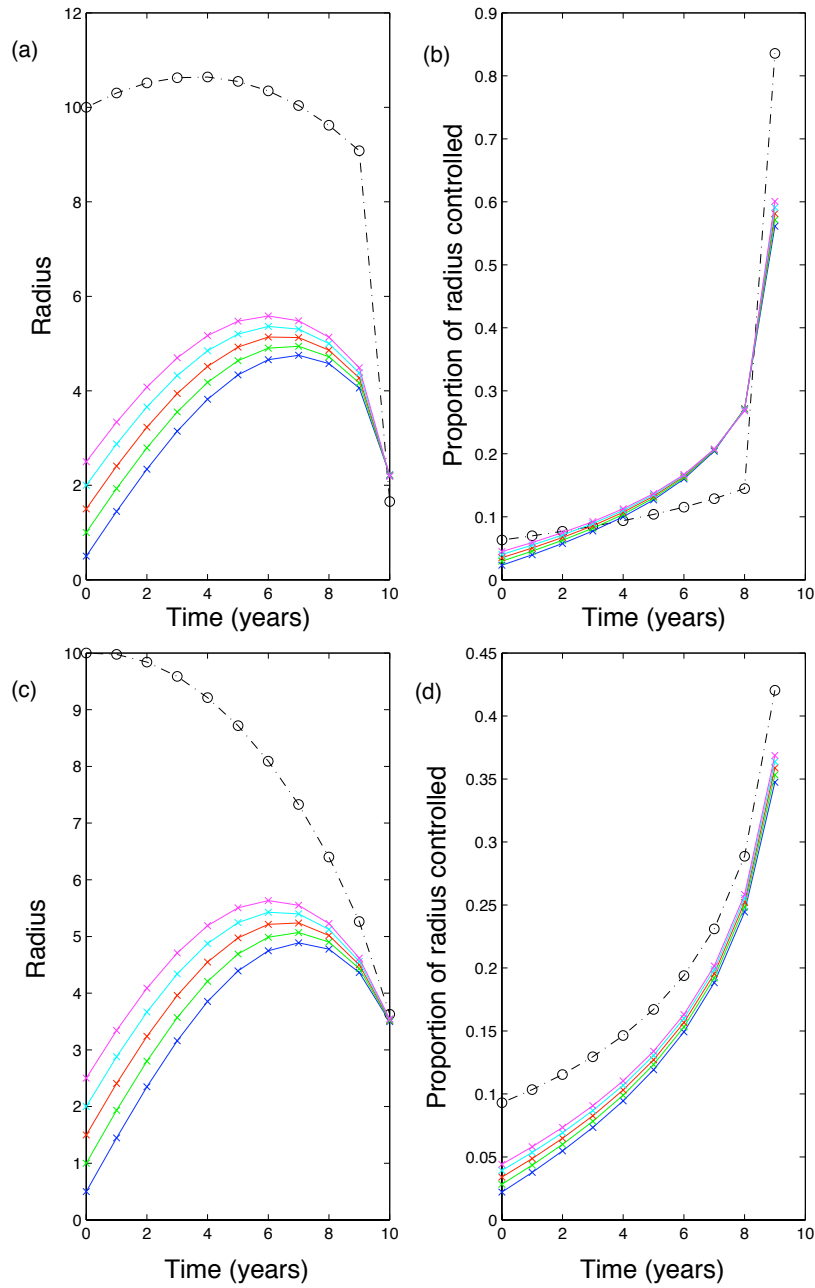 (a)
Radius
12
10
8
6
4
2
0
0 2 4 6 8 10
Time (years)
(b)
Proportion of radius controlled
0.9
0.8
0.7
0.6
0.5
0.4
0.3
0.2
0.1
0
0 2 4 6 8 10
Time (years)
(c)
Radius
10
9
8
7
6
5
4
3
2
1
0
0 2 4 6 8 10
Time (years)
(d)
Proportion of radius controlled
0.45
0.4
0.35
0.3
0.25
0.2
0.15
0.1
0.05
0
0 2 4 6 8 10
Time (years)